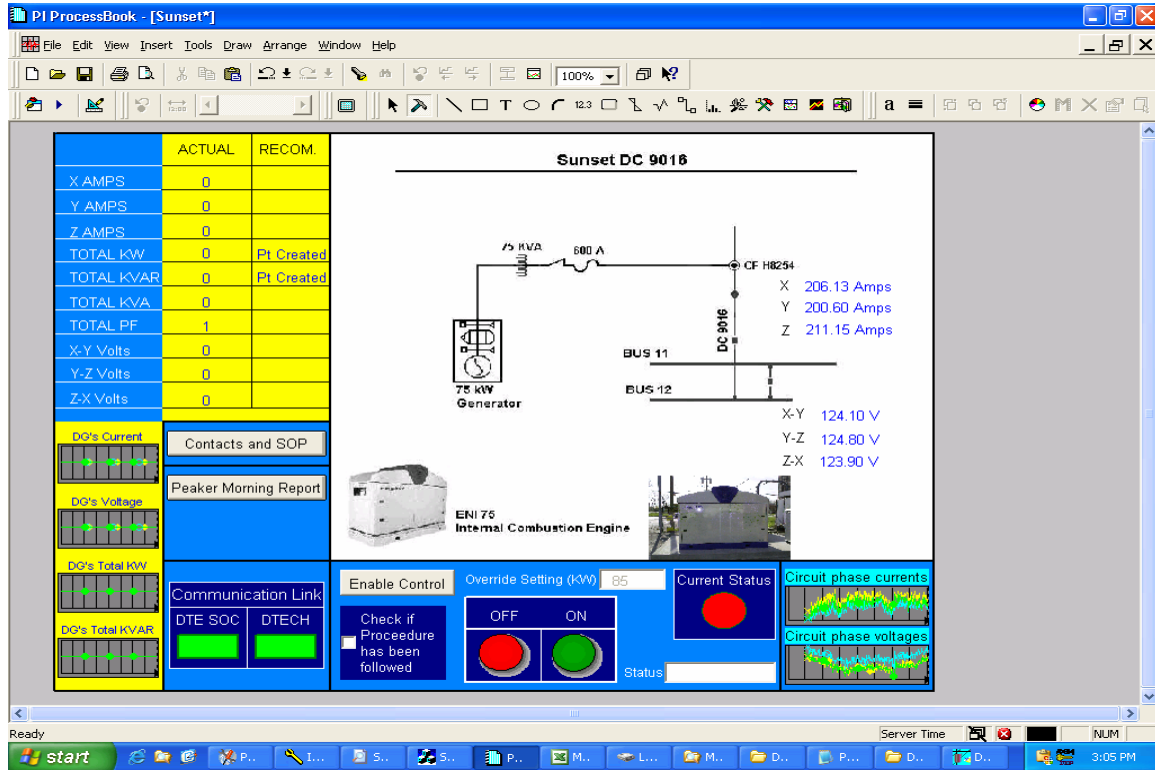 PI ProcessBook - [Sunset*]
File Edit View Insert Tools Draw Arrange Window Help
100%
12:00 12.3 T a
ACTUAL RECOM.
X AMPS 0
Y AMPS 0
Z AMPS 0
TOTAL KW 0 Pt Created
TOTAL KVAR 0 Pt Created
TOTAL KVA 0
TOTAL PF 1
X-Y Volts 0
Y-Z Volts 0
Z-X Volts 0
Sunset DC 9016
75 KVA
600 A
CF H8254
X 206.13 Amps
Y 200.60 Amps
Z 211.15 Amps
DC 9016
BUS 11
BUS 12
75 kW
Generator
X-Y 124.10 V
Y-Z 124.80 V
Z-X 123.90 V
ENI 75
Internal Combustion Engine
DG's Current
DG's Voltage
DG's Total KW
DG's Total KVAR
Contacts and SOP
Peaker Morning Report
Communication Link
DTE SOC DTECH
Enable Control
Override Setting (KW) 85
Check if
Proceedure
has been
followed
OFF ON
Current Status
Status
Circuit phase currents
Circuit phase voltages
Ready
Server Time
NUM
start
P.. I... S.. S.. P.. M.. L... M.. D.. P... D.. D..
3:05 PM